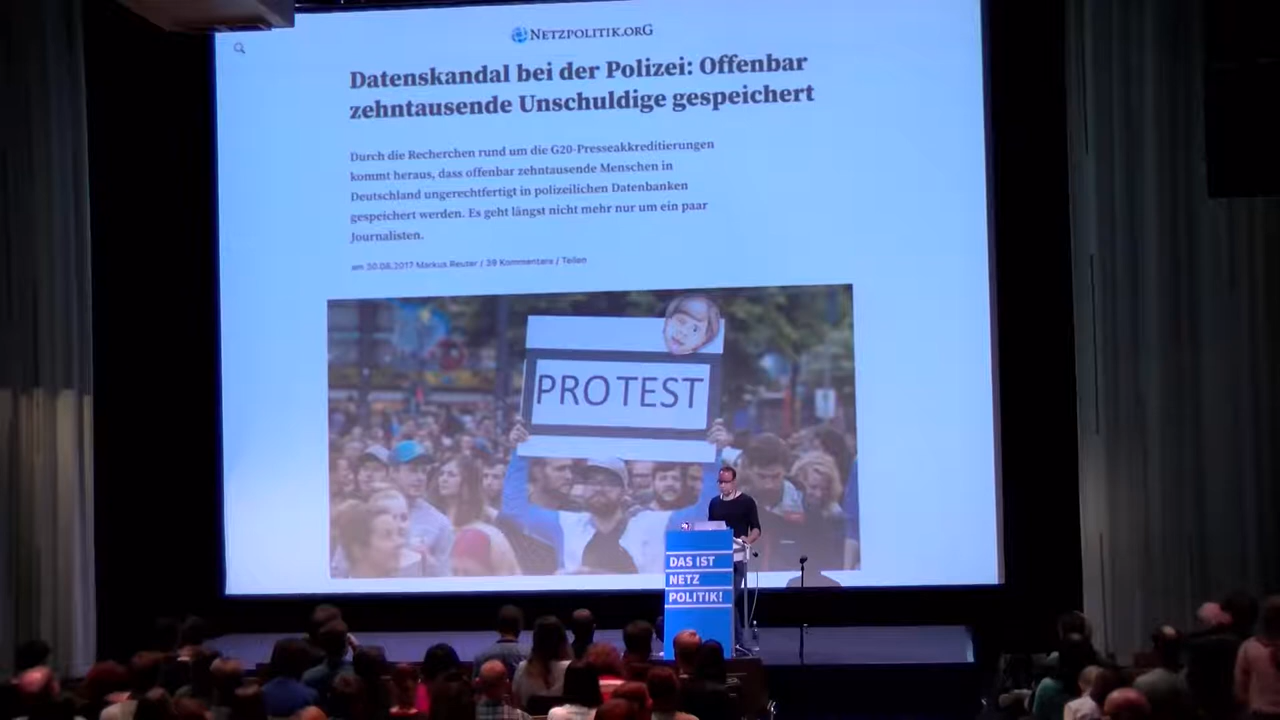 NETZPOLITIK.ORG
Datenskandal bei der Polizei: Offenbar
zehntausende Unschuldige gespeichert
Durch die Recherchen rund um die G20-Presseakkreditierungen
kommt heraus, dass offenbar zehntausende Menschen in
Deutschland ungerechtfertigt in polizeilichen Datenbanken
gespeichert werden. Es geht längst nicht mehr nur um ein paar
Journalisten.
am 30.08.2017 Markus Reuter / 39 Kommentare / Teilen
PROTEST
DAS IST
NETZ
POLITIK!